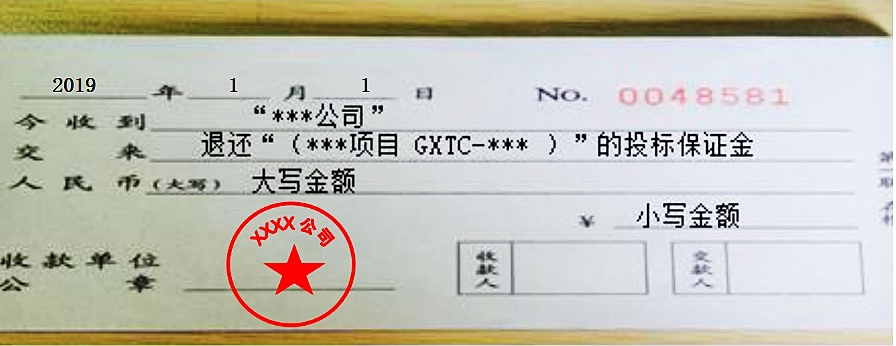 2019 年 1 月 1 日 No. 0048581
今收到 “***公司”
交来 退还“（***项目 GXTC-*** ）”的投标保证金
人民币（大写） 大写金额
￥ 小写金额
XXXX公司
收款单位
公章
收款人
交款人